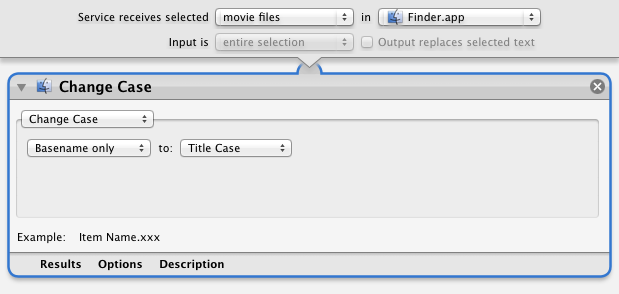 Service receives selected movie files in Finder.app
Input is entire selection Output replaces selected text
Change Case
Change Case
Basename only to: Title Case
Example: Item Name.xxx
Results Options Description